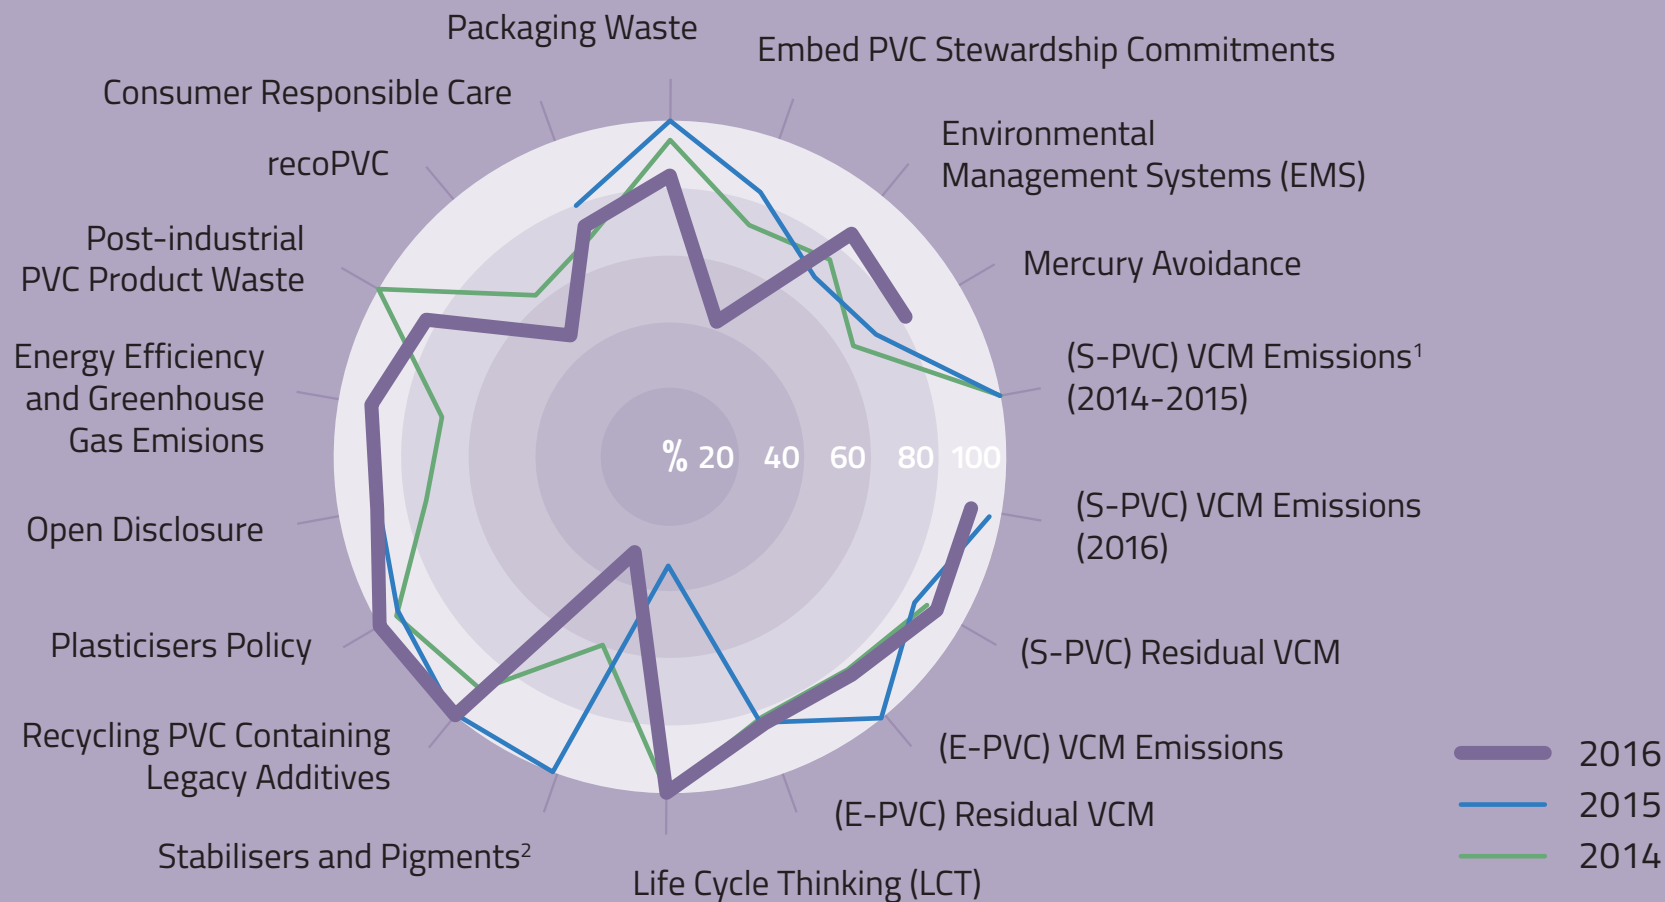 Packaging Waste
Embed PVC Stewardship Commitments
Environmental
Management Systems (EMS)
Mercury Avoidance
(S-PVC) VCM Emissions¹
(2014-2015)
(S-PVC) VCM Emissions
(2016)
(S-PVC) Residual VCM
(E-PVC) VCM Emissions
(E-PVC) Residual VCM
Life Cycle Thinking (LCT)
Stabilisers and Pigments²
Recycling PVC Containing
Legacy Additives
Plasticisers Policy
Open Disclosure
Energy Efficiency
and Greenhouse
Gas Emisions
Post-industrial
PVC Product Waste
recoPVC
Consumer Responsible Care
% 20 40 60 80 100
2016
2015
2014